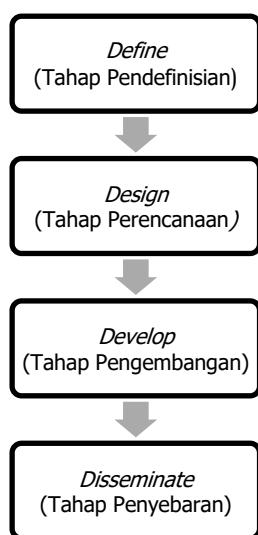 Define
(Tahap Pendefinisian)
Design
(Tahap Perencanaan)
Develop
(Tahap Pengembangan)
Disseminate
(Tahap Penyebaran)